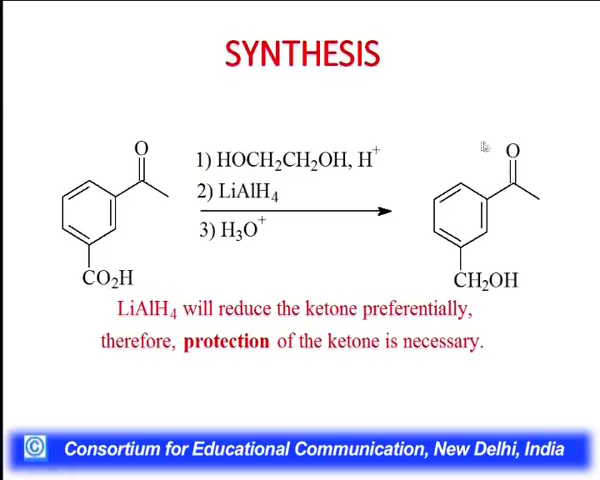 SYNTHESIS
O
1) HOCH2CH2OH, H+
2) LiAlH4
3) H3O+
CO2H
O
CH2OH
LiAlH4 will reduce the ketone preferentially,
therefore, protection of the ketone is necessary.
© Consortium for Educational Communication, New Delhi, India